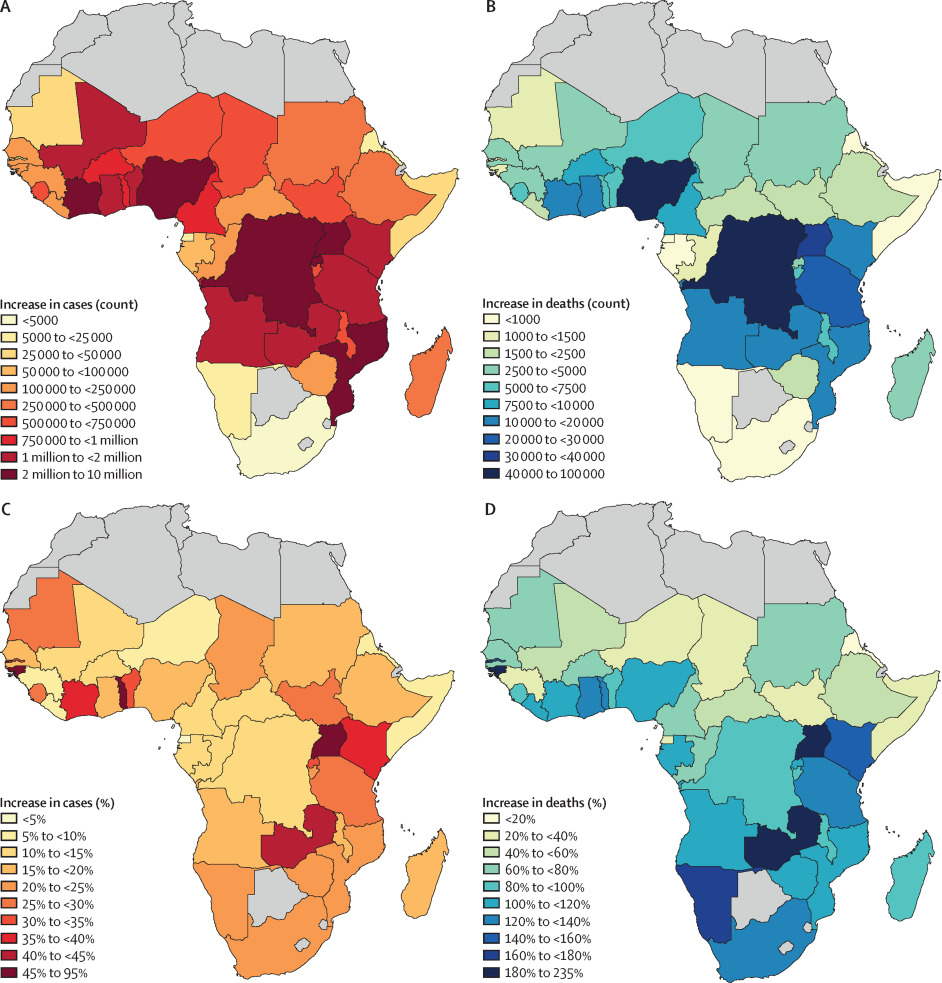 A
B
Increase in cases (count)
<5000
5000 to <25 000
25 000 to <50 000
50 000 to <100 000
100 000 to <250 000
250 000 to <500 000
500 000 to <750 000
750 000 to <1 million
1 million to <2 million
2 million to 10 million
Increase in deaths (count)
<1000
1000 to <1500
1500 to <2500
2500 to <5000
5000 to <7500
7500 to <10 000
10 000 to <20 000
20 000 to <30 000
30 000 to <40 000
40 000 to 100 000
C
D
Increase in cases (%)
<5%
5% to <10%
10% to <15%
15% to <20%
20% to <25%
25% to <30%
30% to <35%
35% to <40%
40% to <45%
45% to 95%
Increase in deaths (%)
<20%
20% to <40%
40% to <60%
60% to <80%
80% to <100%
100% to <120%
120% to <140%
140% to <160%
160% to <180%
180% to 235%